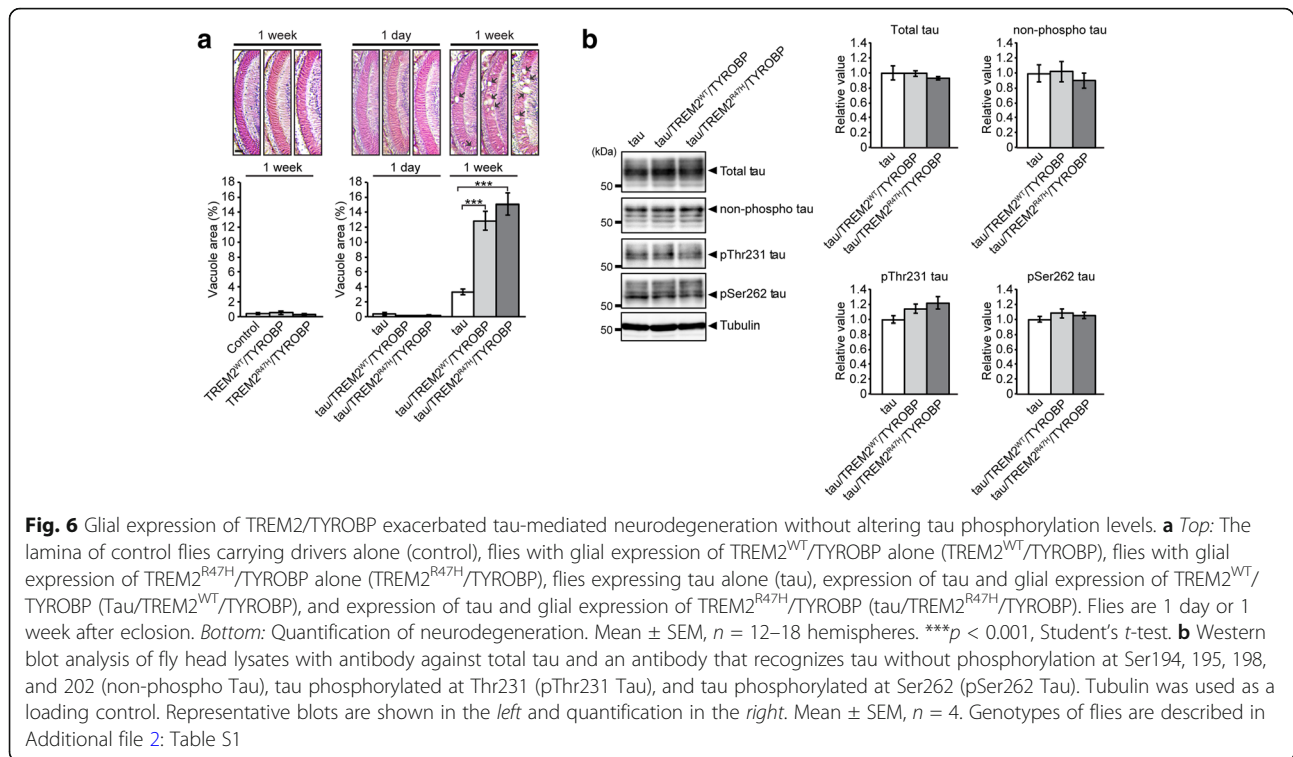 a
1 week
1 day
1 week
1 week
1 day
1 week
Vacuole area (%)
18
16
14
12
10
8
6
4
2
0
Control
TREM2WT/TYROBP
TREM2R47H/TYROBP
Vacuole area (%)
18
16
14
12
10
8
6
4
2
0
***
***
tau
tau/TREM2WT/TYROBP
tau/TREM2R47H/TYROBP
tau
tau/TREM2WT/TYROBP
tau/TREM2R47H/TYROBP
b
tau
tau/TREM2WT/TYROBP
tau/TREM2R47H/TYROBP
(kDa)
50
Total tau
non-phospho tau
50
pThr231 tau
50
pSer262 tau
50
Tubulin
Total tau
Relative value
1.4
1.2
1.0
0.8
0.6
0.4
0.2
0
tau
tau/TREM2WT/TYROBP
tau/TREM2R47H/TYROBP
non-phospho tau
Relative value
1.4
1.2
1.0
0.8
0.6
0.4
0.2
0
tau
tau/TREM2WT/TYROBP
tau/TREM2R47H/TYROBP
pThr231 tau
Relative value
1.4
1.2
1.0
0.8
0.6
0.4
0.2
0
tau
tau/TREM2WT/TYROBP
tau/TREM2R47H/TYROBP
pSer262 tau
Relative value
1.4
1.2
1.0
0.8
0.6
0.4
0.2
0
tau
tau/TREM2WT/TYROBP
tau/TREM2R47H/TYROBP
Fig. 6 Glial expression of TREM2/TYROBP exacerbated tau-mediated neurodegeneration without altering tau phosphorylation levels. a Top: The
lamina of control flies carrying drivers alone (control), flies with glial expression of TREM2WT/TYROBP alone (TREM2WT/TYROBP), flies with glial
expression of TREM2R47H/TYROBP alone (TREM2R47H/TYROBP), flies expressing tau alone (tau), expression of tau and glial expression of TREM2WT/
TYROBP (Tau/TREM2WT/TYROBP), and expression of tau and glial expression of TREM2R47H/TYROBP (tau/TREM2R47H/TYROBP). Flies are 1 day or 1
week after eclosion. Bottom: Quantification of neurodegeneration. Mean ± SEM, n = 12–18 hemispheres. ***p < 0.001, Student's t-test. b Western
blot analysis of fly head lysates with antibody against total tau and an antibody that recognizes tau without phosphorylation at Ser194, 195, 198,
and 202 (non-phospho Tau), tau phosphorylated at Thr231 (pThr231 Tau), and tau phosphorylated at Ser262 (pSer262 Tau). Tubulin was used as a
loading control. Representative blots are shown in the left and quantification in the right. Mean ± SEM, n = 4. Genotypes of flies are described in
Additional file 2: Table S1